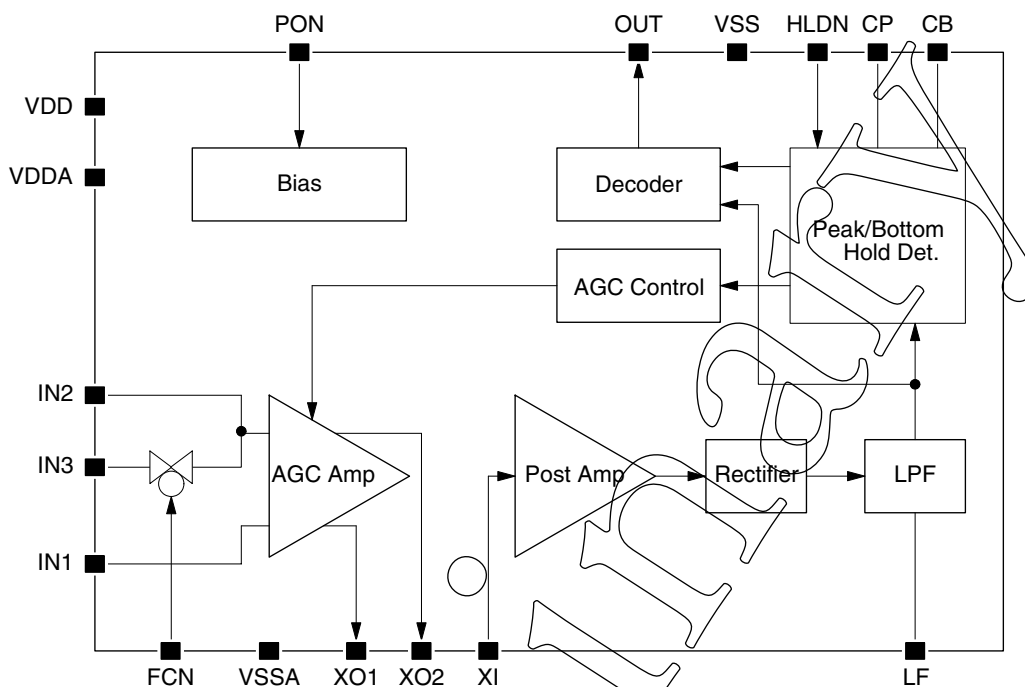 PON OUT VSS HLDN CP CB
VDD
VDDA
Bias
Decoder
Peak/Bottom
Hold Det.
AGC Control
IN2
IN3
IN1
AGC Amp
Post Amp
Rectifier
LPF
FCN VSSA XO1 XO2 XI LF